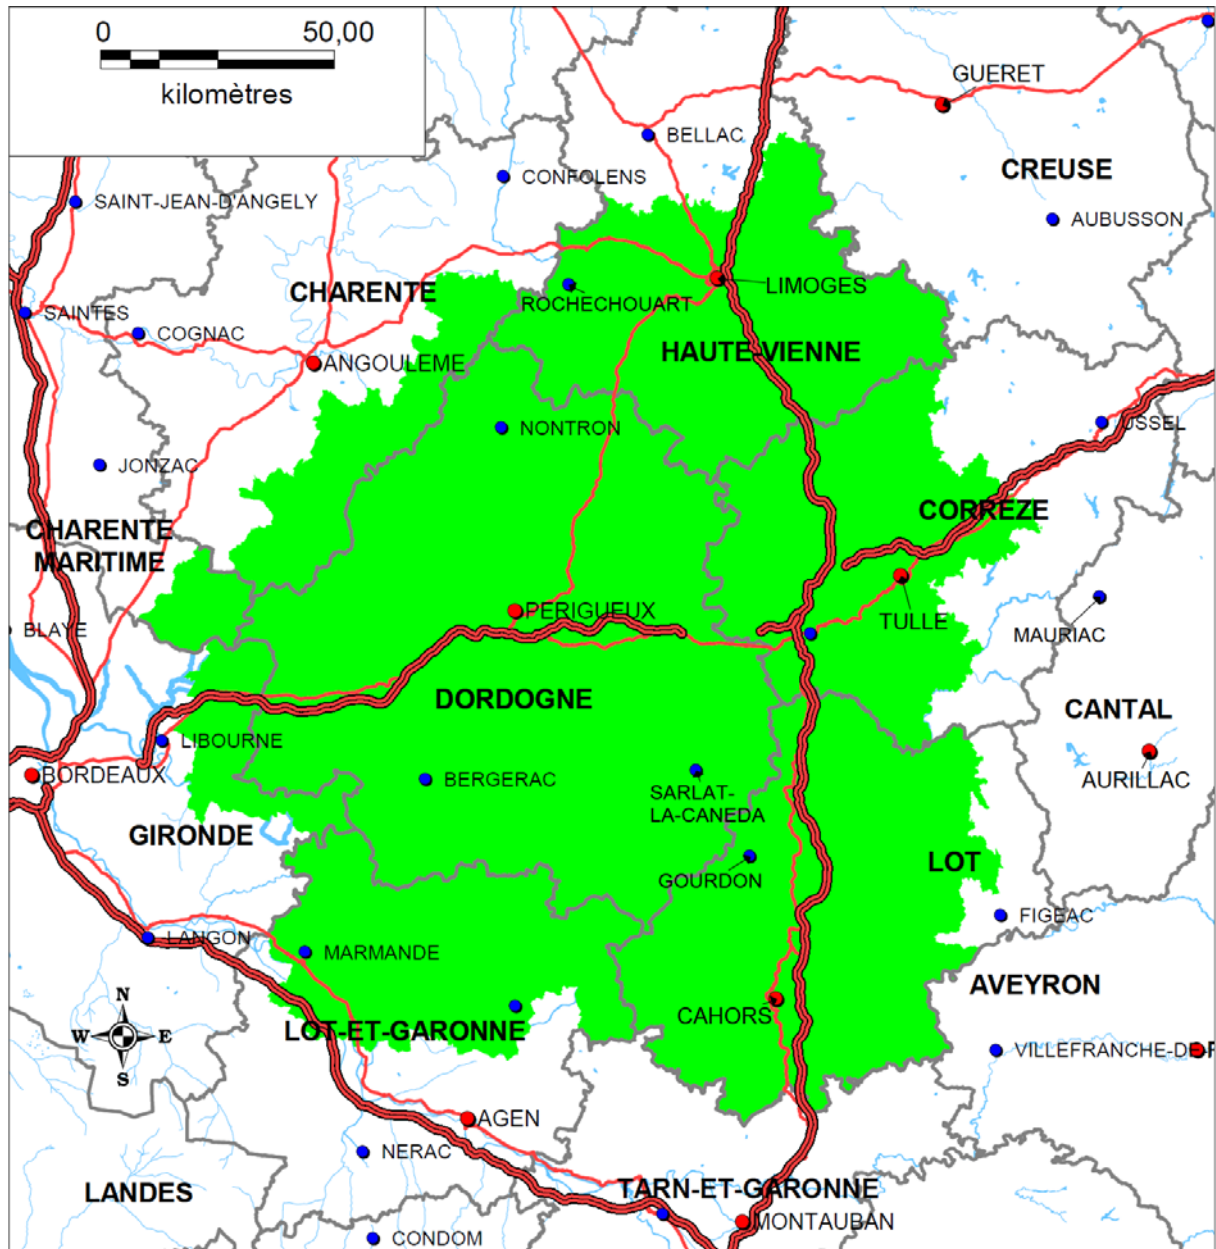 0 50,00
kilomètres
GUERET
BELLAC
CREUSE
CONFOLENS
SAINT-JEAN-D'ANGELY
AUBUSSON
LIMOGES
CHARENTE
ROCHECHOUART
SAINTES
COGNAC
HAUTE-VIENNE
ANGOULEME
USSEL
NONTRON
JONZAC
CORREZE
CHARENTE
MARITIME
PERIGUEUX
TULLE
BLAYE
MAURIAC
DORDOGNE
CANTAL
LIBOURNE
BORDEAUX
BERGERAC
AURILLAC
SARLAT-
LA-CANEDA
GIRONDE
LOT
GOURDON
FIGEAC
LANGON
MARMANDE
AVEYRON
N
CAHORS
W E
LOT-ET-GARONNE
VILLEFRANCHE-DE-R
S
AGEN
NERAC
LANDES
TARN-ET-GARONNE
MONTAUBAN
CONDOM